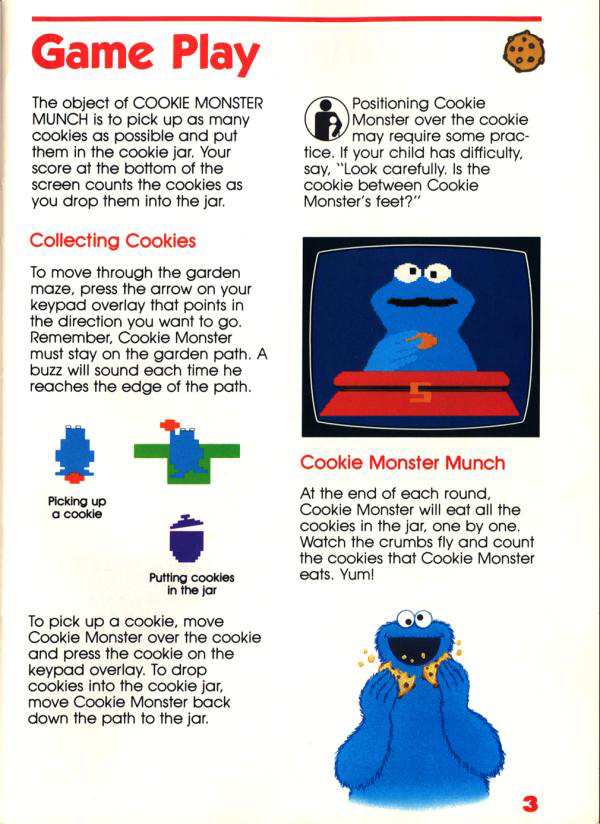 Game Play
The object of COOKIE MONSTER
MUNCH is to pick up as many
cookies as possible and put
them in the cookie jar. Your
score at the bottom of the
screen counts the cookies as
you drop them into the jar.
Collecting Cookies
To move through the garden
maze, press the arrow on your
keypad overlay that points in
the direction you want to go.
Remember, Cookie Monster
must stay on the garden path. A
buzz will sound each time he
reaches the edge of the path.
Picking up
a cookie
Putting cookies
in the jar
To pick up a cookie, move
Cookie Monster over the cookie
and press the cookie on the
keypad overlay. To drop
cookies into the cookie jar,
move Cookie Monster back
down the path to the jar.
Positioning Cookie
Monster over the cookie
may require some prac-
tice. If your child has difficulty,
say, "Look carefully. Is the
cookie between Cookie
Monster's feet?"
5
Cookie Monster Munch
At the end of each round,
Cookie Monster will eat all the
cookies in the jar, one by one.
Watch the crumbs fly and count
the cookies that Cookie Monster
eats. Yum!
3